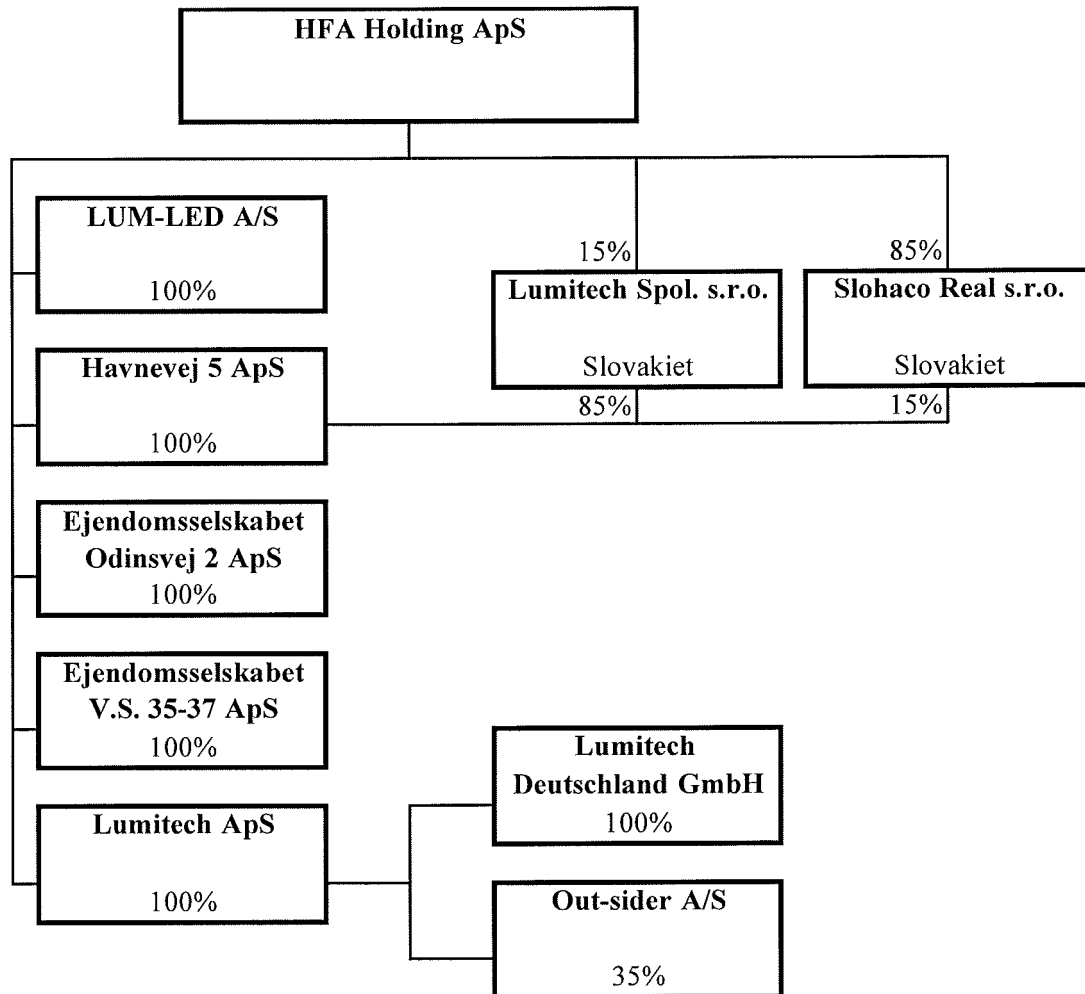 HFA Holding ApS
LUM-LED A/S
100%
15%
Lumitech Spol. s.r.o.
Slovakiet
85%
85%
Slohaco Real s.r.o.
Slovakiet
15%
Havnevej 5 ApS
100%
Ejendomsselskabet
Odinsvej 2 ApS
100%
Ejendomsselskabet
V.S. 35-37 ApS
100%
Lumitech ApS
100%
Lumitech
Deutschland GmbH
100%
Out-sider A/S
35%